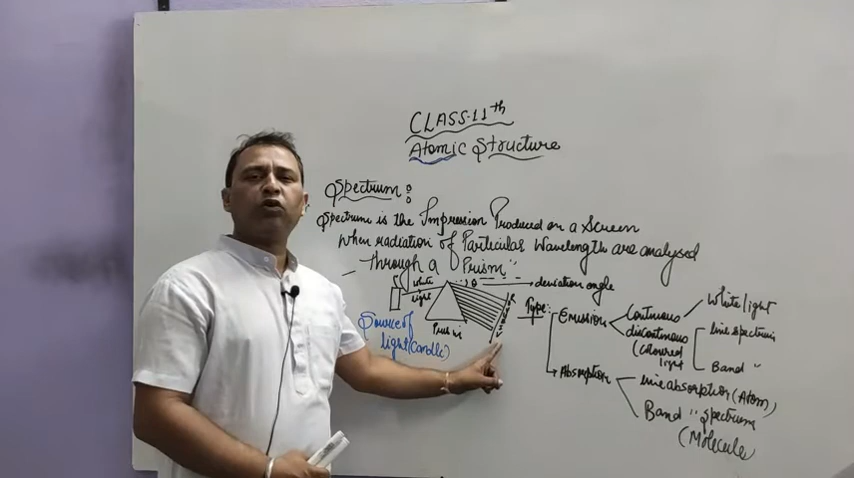 CLASS-11th
Atomic Structure
Spectrum :
Spectrum is the Impression Produced on a Screen
when radiation of Particular Wavelength are analysed
through a Prism"
white
light
θ
deviation angle
Prism
Source of
light (candle)
Type:
Emission
Continuous
White light
discontinuous
(coloured
light
line spectrum
Band "
Absorption
line absorption (Atom)
Band " spectrum
(Molecule